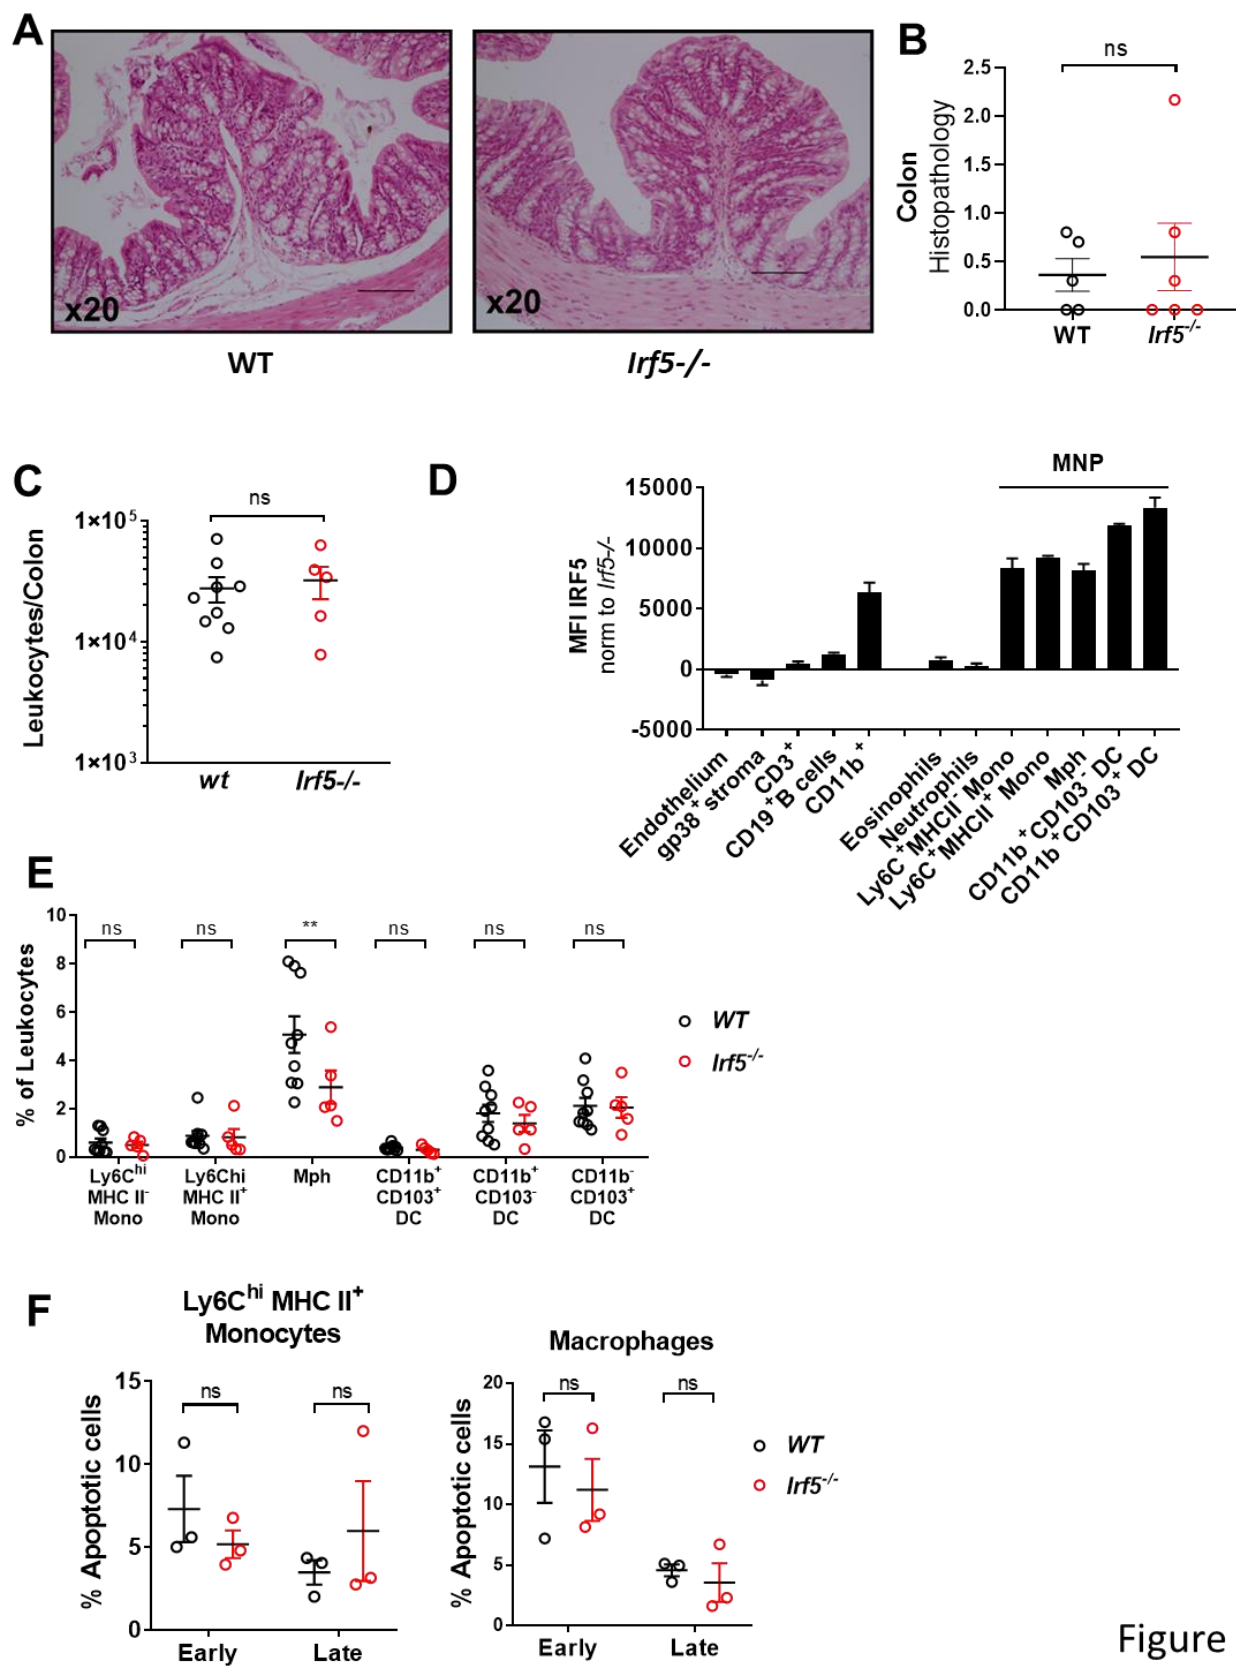 A
x20
x20
WT
Irf5-/-
B
ns
2.5
2.0
1.5
1.0
0.5
0.0
Colon
Histopathology
WT
Irf5-/-
C
ns
1×10⁵
1×10⁴
1×10³
Leukocytes/Colon
wt
Irf5-/-
D
MNP
15000
10000
5000
0
-5000
MFI IRF5
norm to Irf5-/-
Endothelium
gp38⁺ stroma
CD3⁺
CD19⁺B cells
CD11b⁺
Eosinophils
Neutrophils
Ly6C⁺MHCII⁻ Mono
Ly6C⁺MHCII⁺ Mono
Mph
CD11b⁺CD103⁻ DC
CD11b⁺CD103⁺ DC
E
10
8
6
4
2
0
% of Leukocytes
ns
ns
**
ns
ns
ns
Ly6Cʰⁱ
MHC II⁻
Mono
Ly6Chi
MHC II⁺
Mono
Mph
CD11b⁺
CD103⁺
DC
CD11b⁺
CD103⁻
DC
CD11b⁻
CD103⁺
DC
WT
Irf5⁻/⁻
F
Ly6Cʰⁱ MHC II⁺
Monocytes
15
10
5
0
% Apoptotic cells
ns
ns
Early
Late
Macrophages
20
15
10
5
0
% Apoptotic cells
ns
ns
Early
Late
WT
Irf5⁻/⁻
Figure